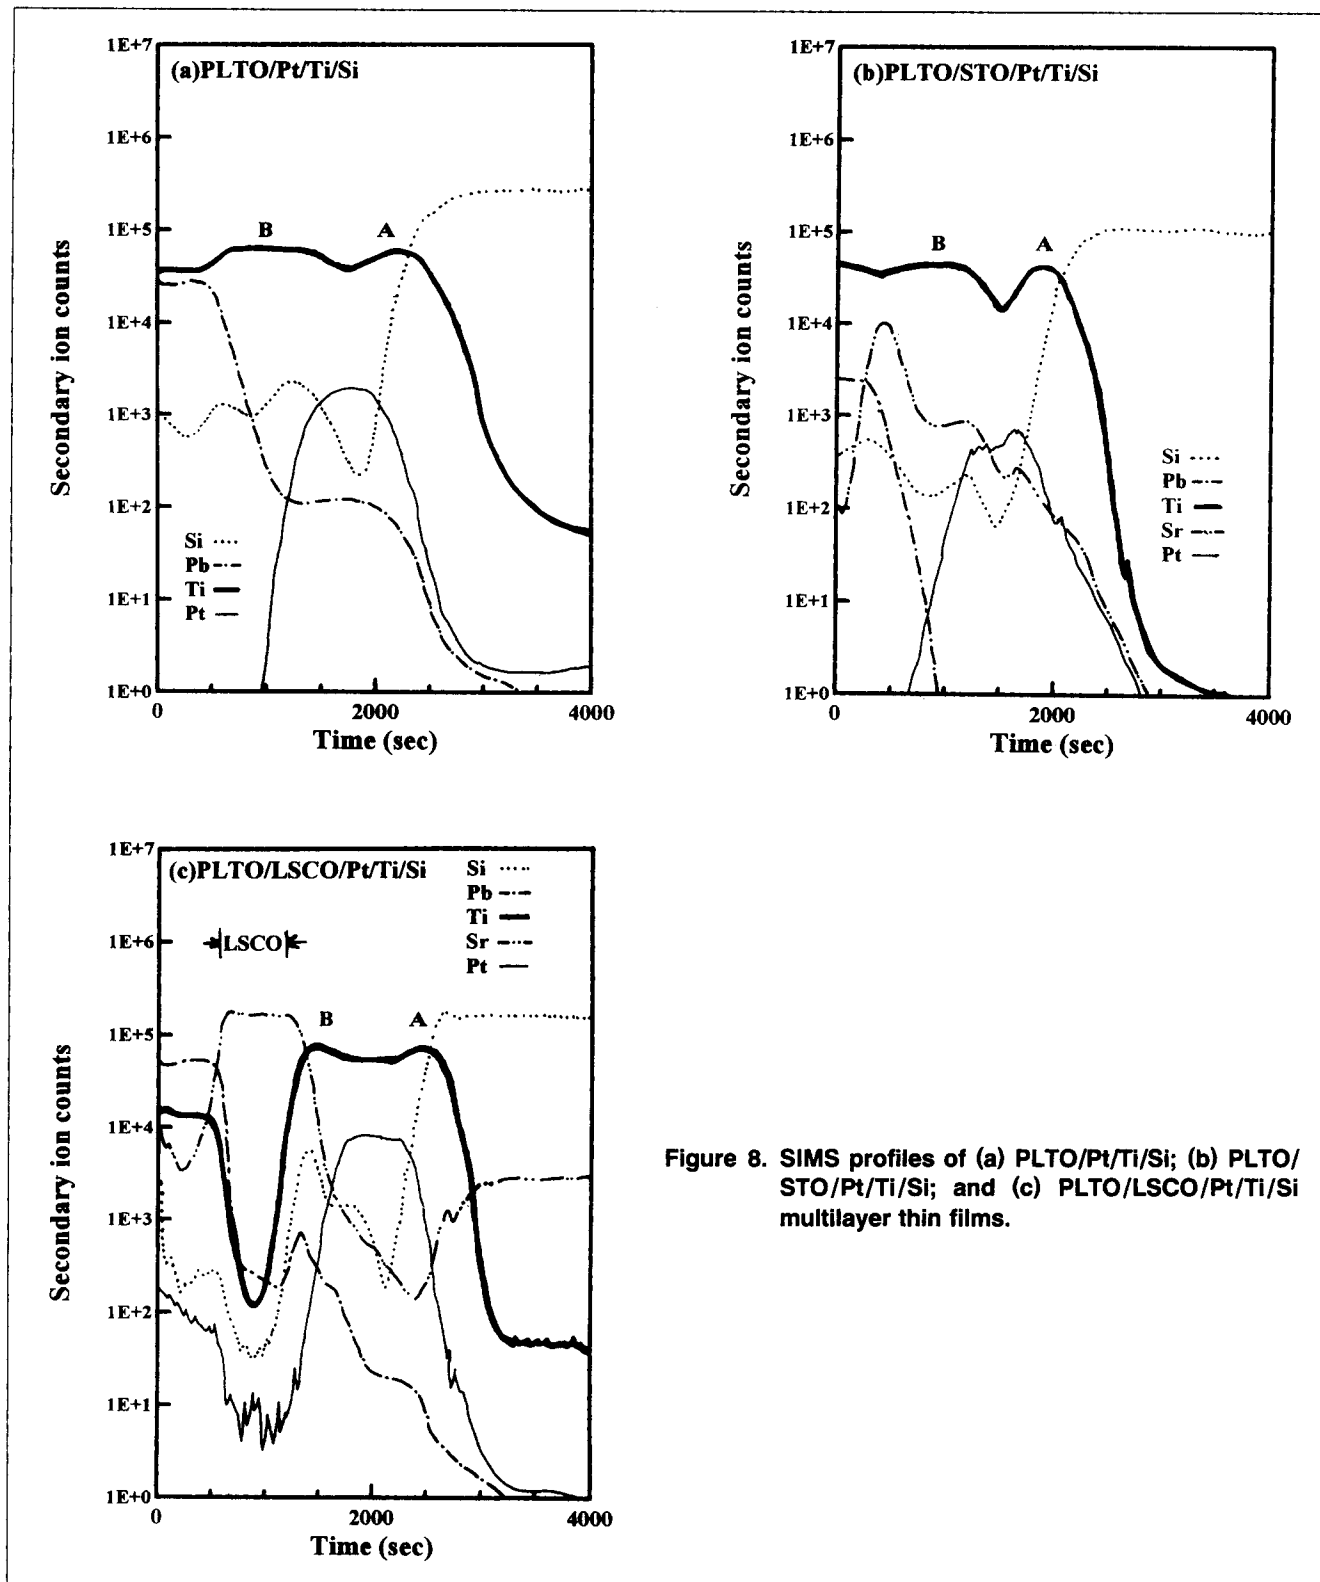 1E+7
(a)PLTO/Pt/Ti/Si
1E+6
1E+5
B
A
1E+4
1E+3
1E+2
Si
Pb
Ti
Pt
1E+1
1E+0
0
2000
4000
Time (sec)
Secondary ion counts
1E+7
(b)PLTO/STO/Pt/Ti/Si
1E+6
1E+5
B
A
1E+4
1E+3
1E+2
Si
Pb
Ti
Sr
Pt
1E+1
1E+0
0
2000
4000
Time (sec)
Secondary ion counts
1E+7
(c)PLTO/LSCO/Pt/Ti/Si
Si
Pb
Ti
Sr
Pt
1E+6
LSCO
1E+5
B
A
1E+4
1E+3
1E+2
1E+1
1E+0
0
2000
4000
Time (sec)
Secondary ion counts
Figure 8. SIMS profiles of (a) PLTO/Pt/Ti/Si; (b) PLTO/
STO/Pt/Ti/Si; and (c) PLTO/LSCO/Pt/Ti/Si
multilayer thin films.